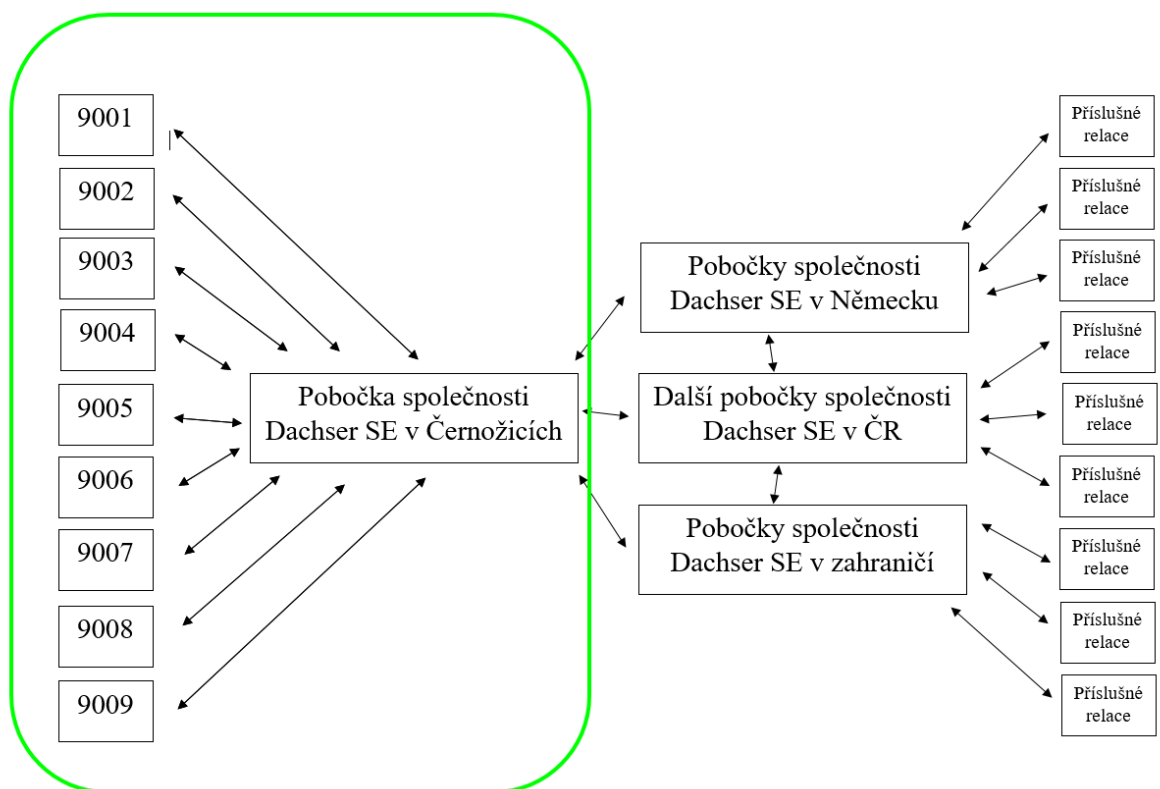 9001
9002
9003
9004
9005
9006
9007
9008
9009
Pobočka společnosti
Dachser SE v Černožicích
Pobočky společnosti
Dachser SE v Německu
Další pobočky společnosti
Dachser SE v ČR
Pobočky společnosti
Dachser SE v zahraničí
Příslušné
relace
Příslušné
relace
Příslušné
relace
Příslušné
relace
Příslušné
relace
Příslušné
relace
Příslušné
relace
Příslušné
relace
Příslušné
relace